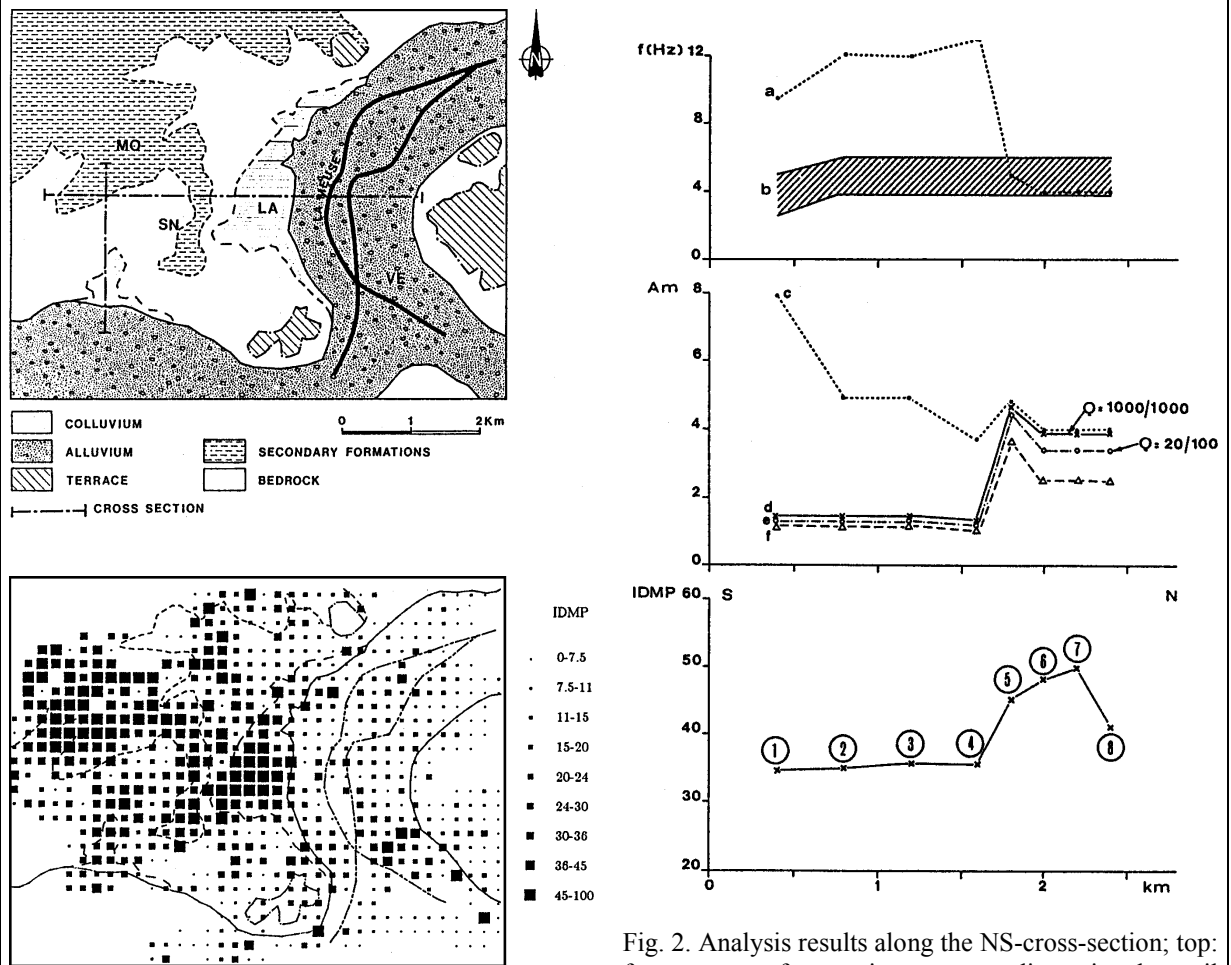 N
MO
SN
LA
LA MEUSE
VE
COLLUVIUM
ALLUVIUM
TERRACE
CROSS SECTION
0 1 2Km
SECONDARY FORMATIONS
BEDROCK
IDMP
0-7.5
7.5-11
11-15
15-20
20-24
24-30
30-36
36-45
45-100
f(Hz) 12
8
4
0
a
b
Am
8
6
4
2
0
c
Q=1000/1000
Q=20/100
d
e
f
IDMP 60
50
40
30
20
S
N
1
2
3
4
5
6
7
8
0 1 2 km
Fig. 2. Analysis results along the NS-cross-section; top: